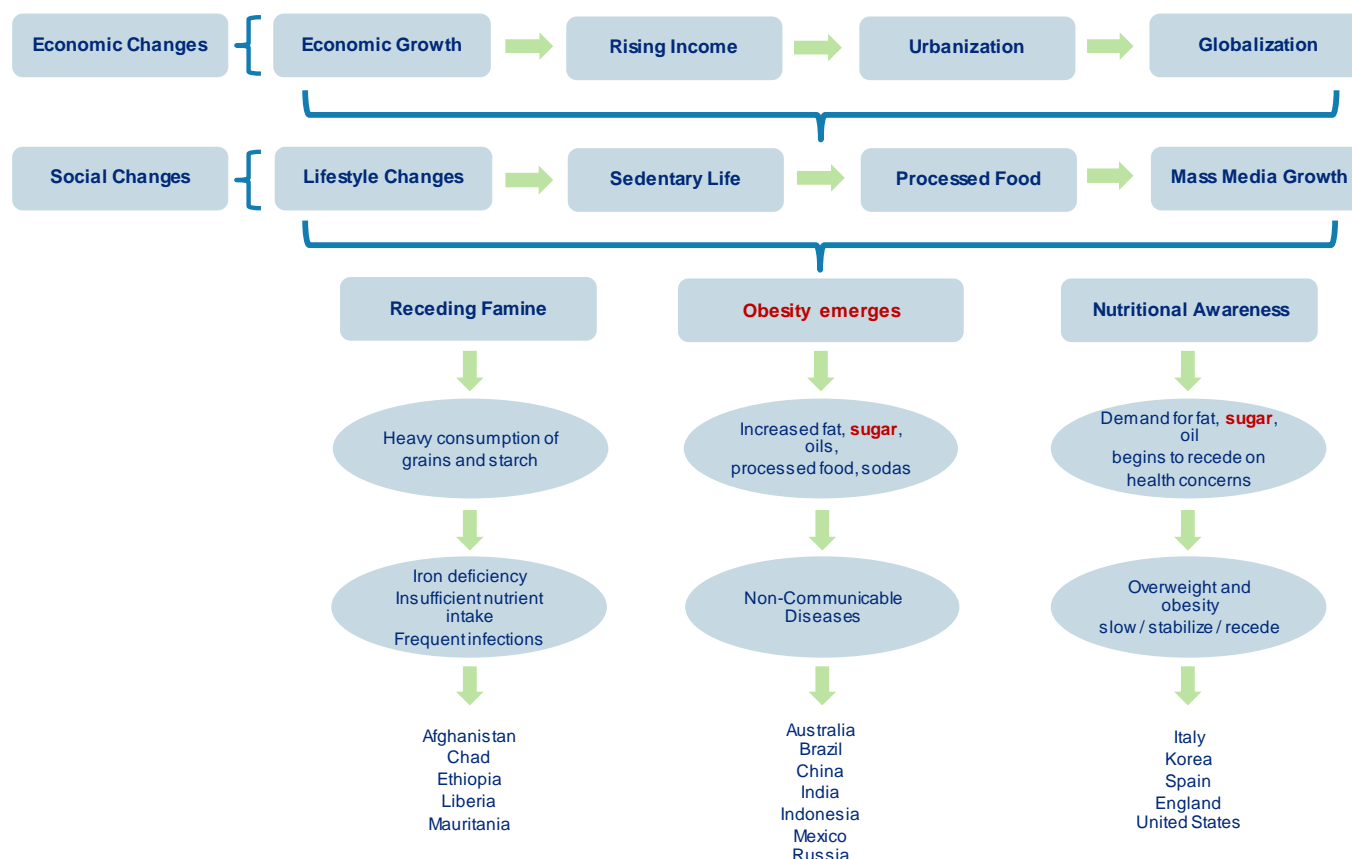 Economic Changes
Economic Growth
Rising Income
Urbanization
Globalization
Social Changes
Lifestyle Changes
Sedentary Life
Processed Food
Mass Media Growth
Receding Famine
Obesity emerges
Nutritional Awareness
Heavy consumption of
grains and starch
Increased fat, sugar,
oils,
processed food, sodas
Demand for fat, sugar,
oil
begins to recede on
health concerns
Iron deficiency
Insufficient nutrient
intake
Frequent infections
Non-Communicable
Diseases
Overweight and
obesity
slow / stabilize / recede
Afghanistan
Chad
Ethiopia
Liberia
Mauritania
Australia
Brazil
China
India
Indonesia
Mexico
Russia
Italy
Korea
Spain
England
United States